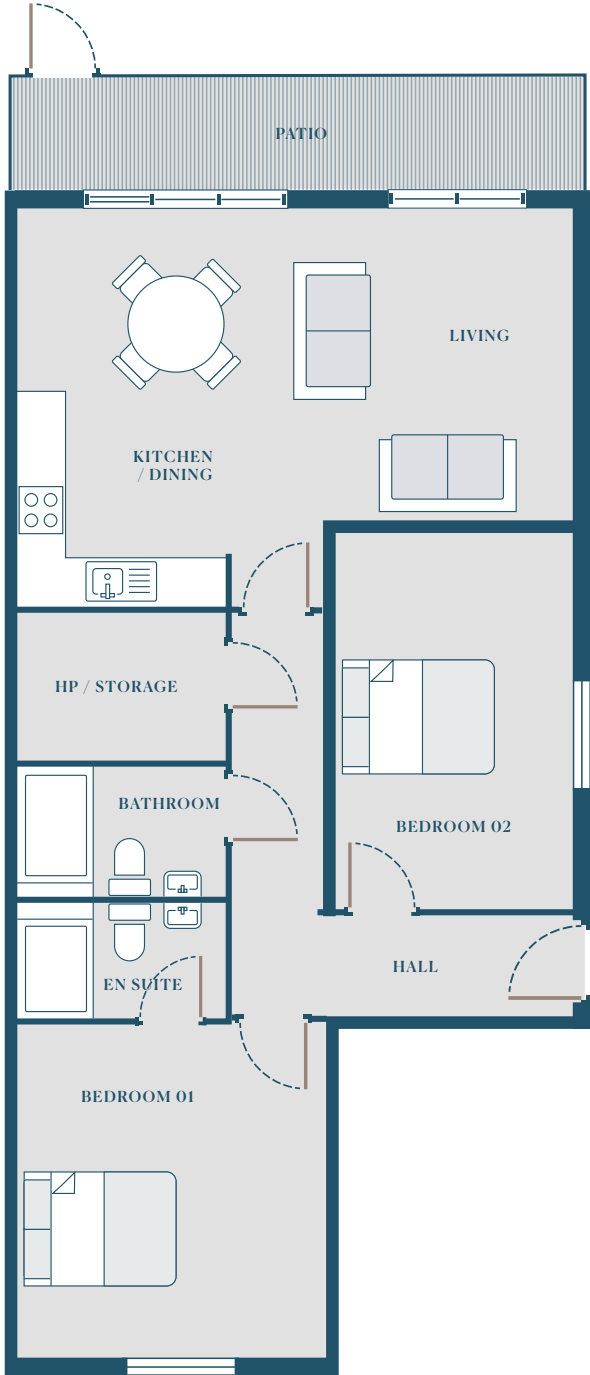 PATIO
LIVING
KITCHEN
/ DINING
HP / STORAGE
BATHROOM
BEDROOM 02
HALL
EN SUITE
BEDROOM 01